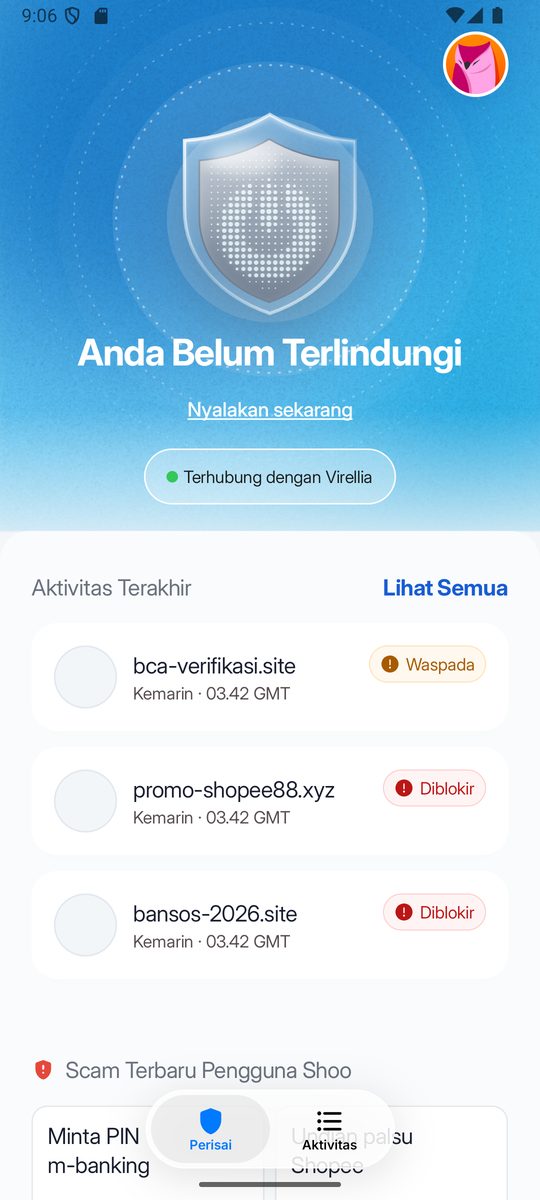 9:06
Anda Belum Terlindungi
Nyalakan sekarang
Terhubung dengan Virellia
Aktivitas Terakhir
Lihat Semua
bca-verifikasi.site
Waspada
Kemarin · 03.42 GMT
promo-shopee88.xyz
Diblokir
Kemarin · 03.42 GMT
bansos-2026.site
Diblokir
Kemarin · 03.42 GMT
Scam Terbaru Pengguna Shoo
Minta PIN
m-banking
Undian palsu
Shopee
Perisai
Aktivitas